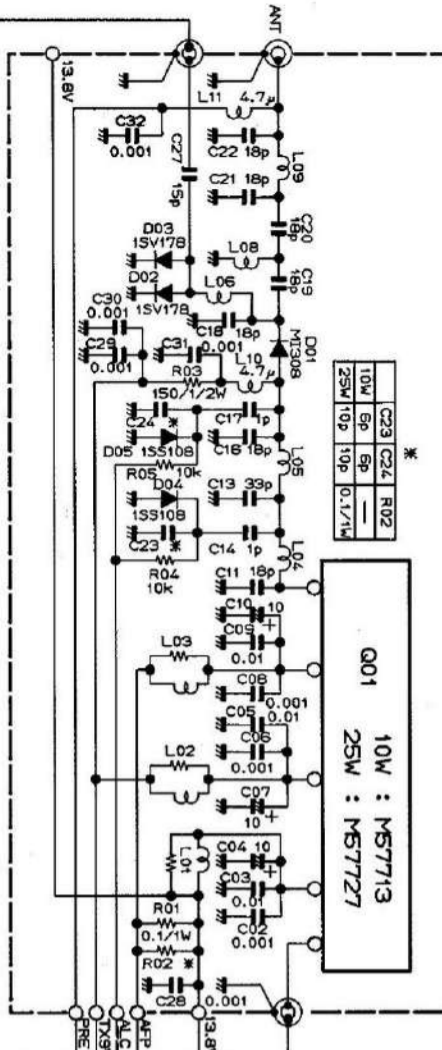 ANT
13.8V
L11 4.7μ
C32
0.001
C22 18p
L09
C27
15p
C21 18p
C20
18p
D03
1SV178
L08
D02
1SV178
L06
C19
18p
C30
0.001
C18 18p
C29
0.001
C31
0.001
D01
MI308
R03
150/1/2W
L10
4.7μ
*
C23 C24 R02
10W 6p 6p —
25W 10p 10p 0.1/1W
C24 *
C17 1p
D05 1SS108
C16 18p
L05
R05 10k
D04
1SS108
C13 33p
C23 *
C14 1p
L04
R04
10k
C11 18p
C10 10 +
C09
0.01
L03
C08
0.001
C05
0.01
C06
0.001
L02
C07
10 +
Q01
10W : M57713
25W : M57727
L01
C04 10 +
C03
0.01
C02
0.001
R01
0.1/1W
R02 *
C28
0.001
PRE
TX9
ALC
AFP
13.8V